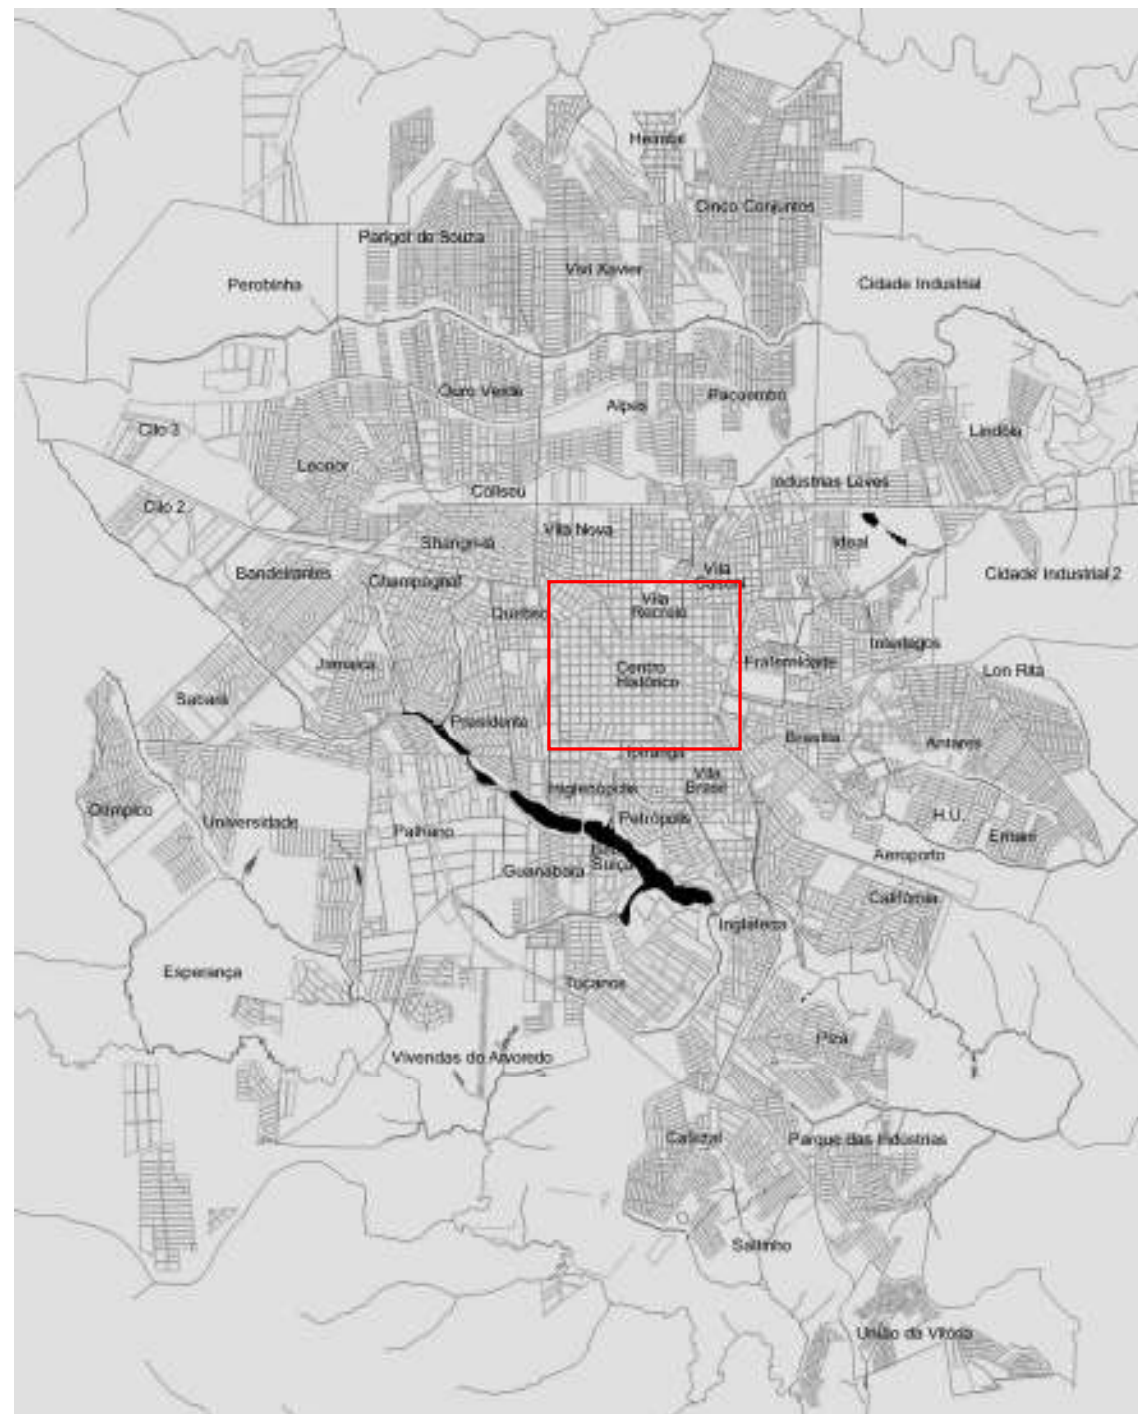 Heimtal
Cinco Conjuntos
Parigot de Souza
Vivi Xavier
Perobinha
Cidade Industrial
Ouro Verde
Alpes
Pacaembú
Cilo 3
Lindóia
Leonor
Industrias Leves
Coliseu
Cilo 2
Vila Nova
Shangri-lá
Ideal
Bandeirantes
Champagnat
Vila
Cidade Industrial 2
Vila
Recreio
Quebec
Interlagos
Jamaica
Centro
Histórico
Fraternidade
Lon Rita
Sabará
Presidente
Brasília
Antares
Ipiranga
Vila
Brasil
Higienópolis
Olímpico
Universidade
Palhano
Petrópolis
H.U.
Ernani
Aeroporto
Suiça
Guanabara
Califórnia
Inglaterra
Esperança
Tucanos
Piza
Vivendas do Arvoredo
Cafezal
Parque das Indústrias
Saltinho
União da Vitória